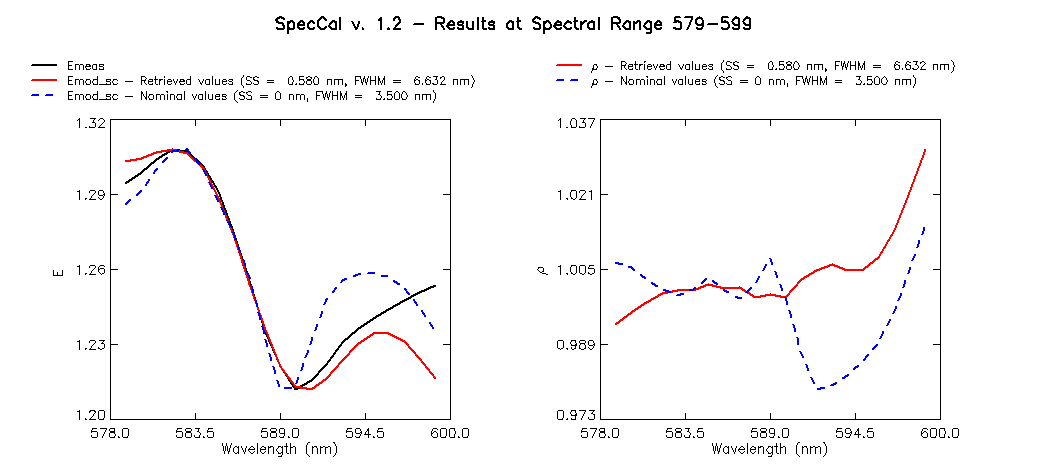 SpecCal v. 1.2 - Results at Spectral Range 579-599
Emeas
Emod_sc - Retrieved values (SS = 0.580 nm, FWHM = 6.632 nm)
Emod_sc - Nominal values (SS = 0 nm, FWHM = 3.500 nm)
1.32
1.29
1.26
1.23
1.20
E
578.0 583.5 589.0 594.5 600.0
Wavelength (nm)
ρ - Retrieved values (SS = 0.580 nm, FWHM = 6.632 nm)
ρ - Nominal values (SS = 0 nm, FWHM = 3.500 nm)
1.037
1.021
1.005
0.989
0.973
ρ
578.0 583.5 589.0 594.5 600.0
Wavelength (nm)